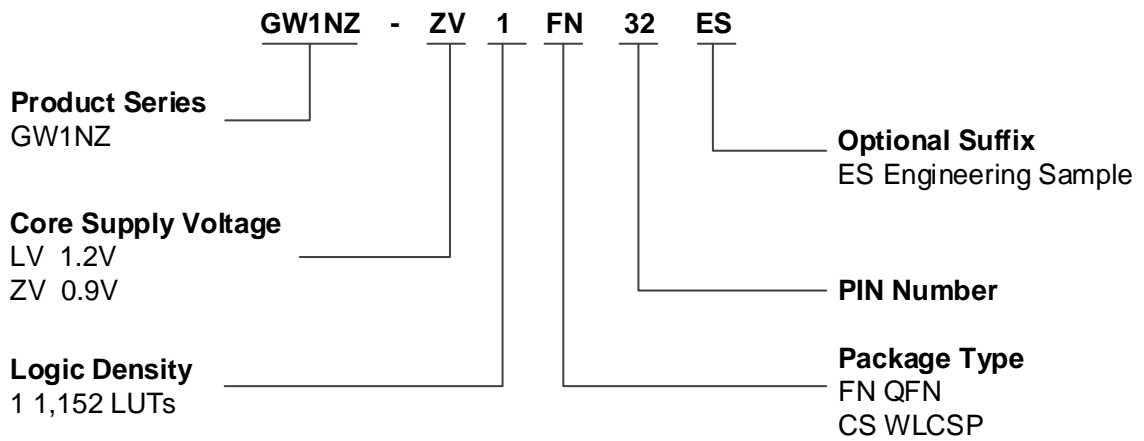 GW1NZ - ZV 1 FN 32 ES
Product Series
GW1NZ
Core Supply Voltage
LV 1.2V
ZV 0.9V
Logic Density
1 1,152 LUTs
Optional Suffix
ES Engineering Sample
PIN Number
Package Type
FN QFN
CS WLCSP